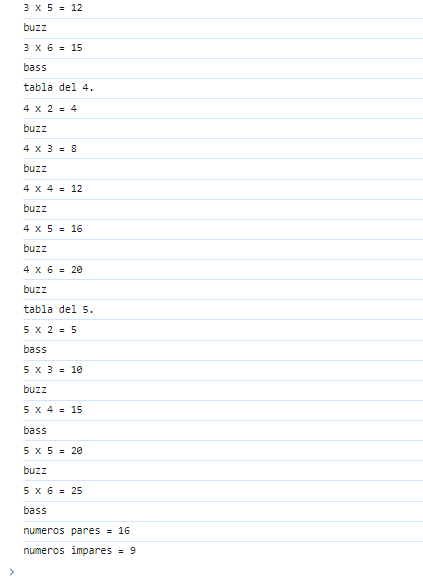 3 x 5 = 12
buzz
3 x 6 = 15
bass
tabla del 4.
4 x 2 = 4
buzz
4 x 3 = 8
buzz
4 x 4 = 12
buzz
4 x 5 = 16
buzz
4 x 6 = 20
buzz
tabla del 5.
5 x 2 = 5
bass
5 x 3 = 10
buzz
5 x 4 = 15
bass
5 x 5 = 20
buzz
5 x 6 = 25
bass
numeros pares = 16
numeros impares = 9
>